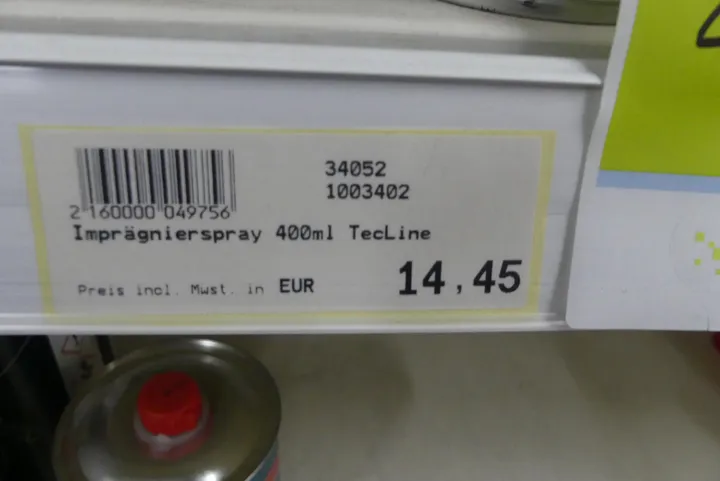 34052
1003402
2 160000 049756
Imprägnierspray 400ml TecLine
Preis incl. Mwst. in EUR 14,45